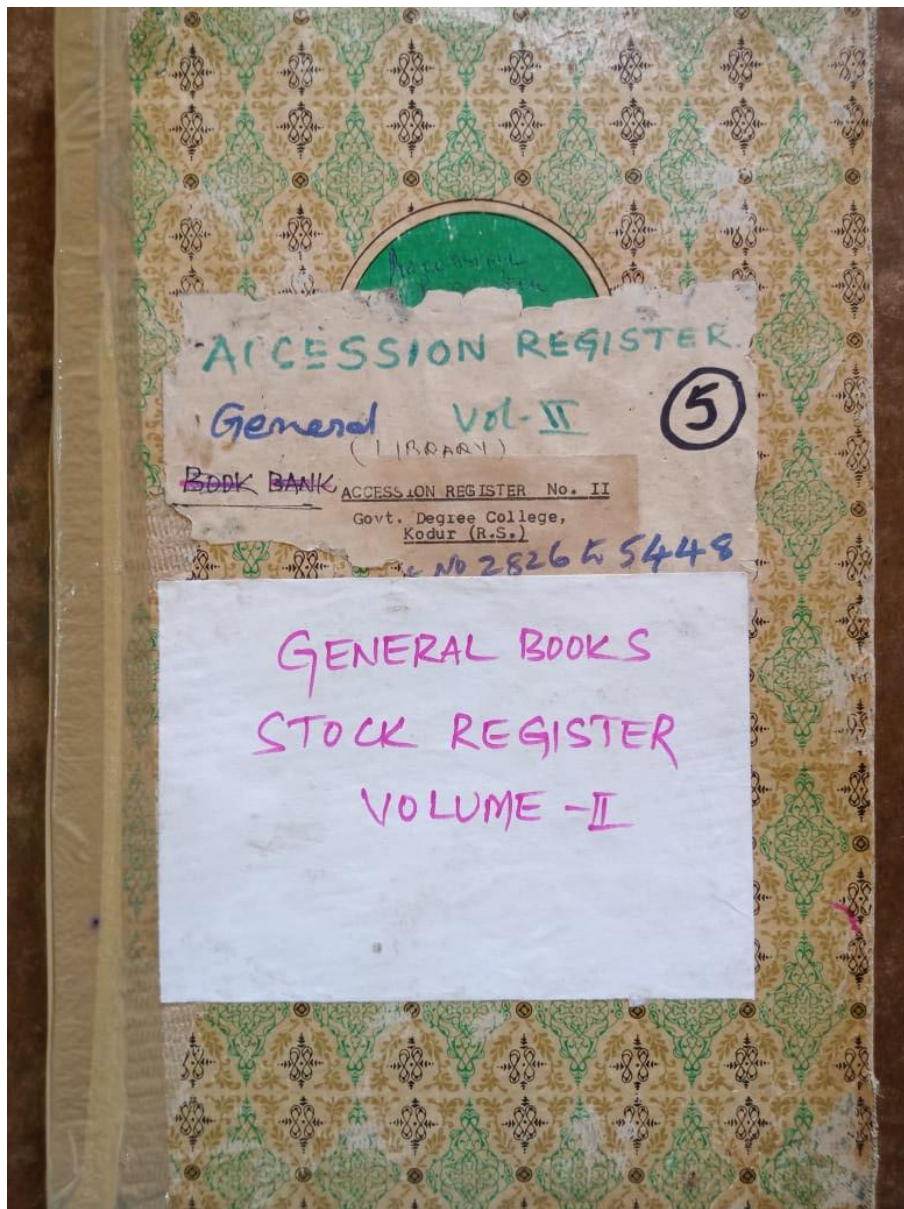 ACCESSION REGISTER.
General Vol-II
5
(LIBRARY)
BOOK BANK
ACCESSION REGISTER No. II
Govt. Degree College,
Kodur (R.S.)
No 2826 to 5448
GENERAL BOOKS
STOCK REGISTER
VOLUME -II